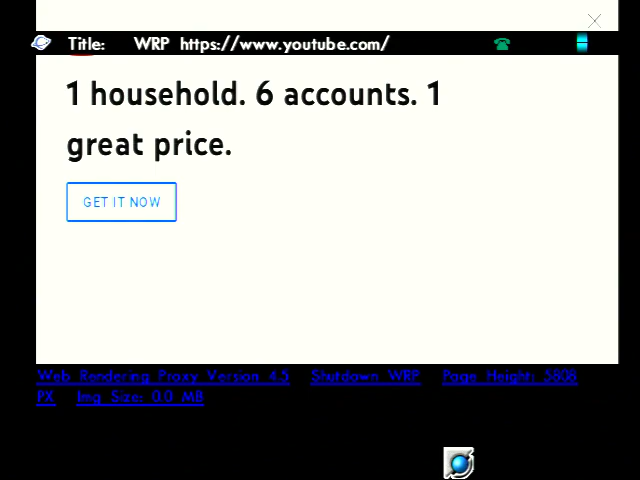 Title: WRP https://www.youtube.com/
1 household. 6 accounts. 1
great price.
GET IT NOW
Web Rendering Proxy Version 4.5 Shutdown WRP Page Height: 5808
PX Img Size: 0.0 MB